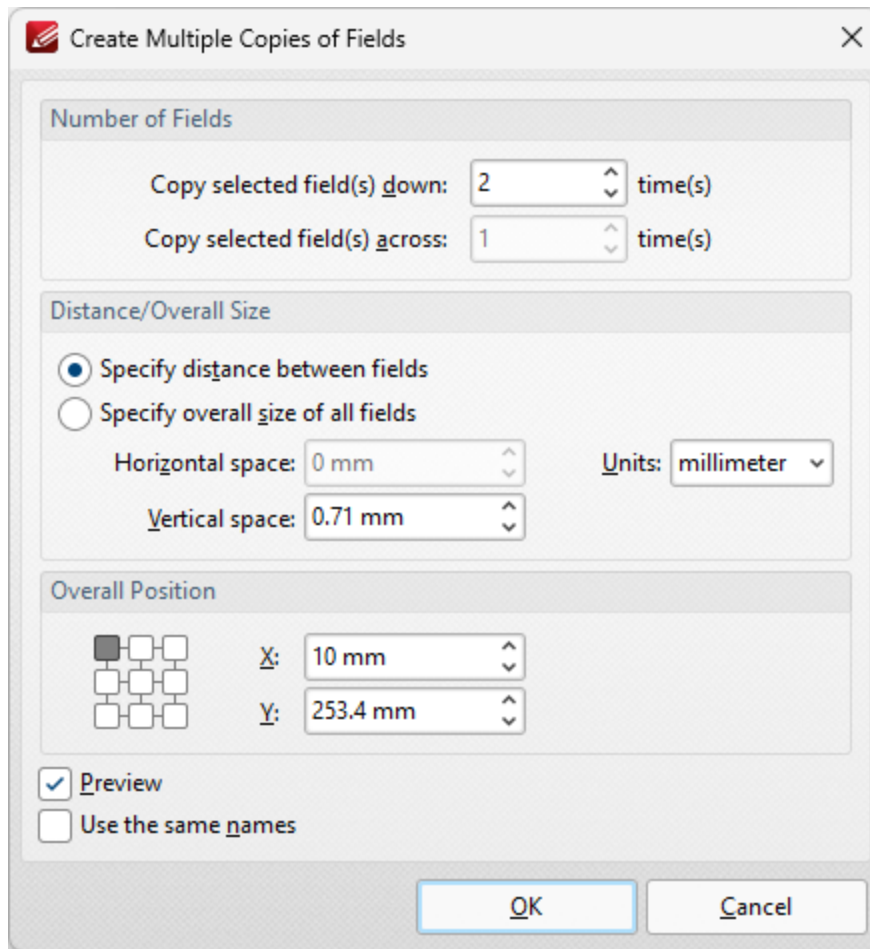 Create Multiple Copies of Fields
Number of Fields
Copy selected field(s) down: 2 time(s)
Copy selected field(s) across: 1 time(s)
Distance/Overall Size
Specify distance between fields
Specify overall size of all fields
Horizontal space: 0 mm Units: millimeter
Vertical space: 0.71 mm
Overall Position
X: 10 mm
Y: 253.4 mm
Preview
Use the same names
OK Cancel